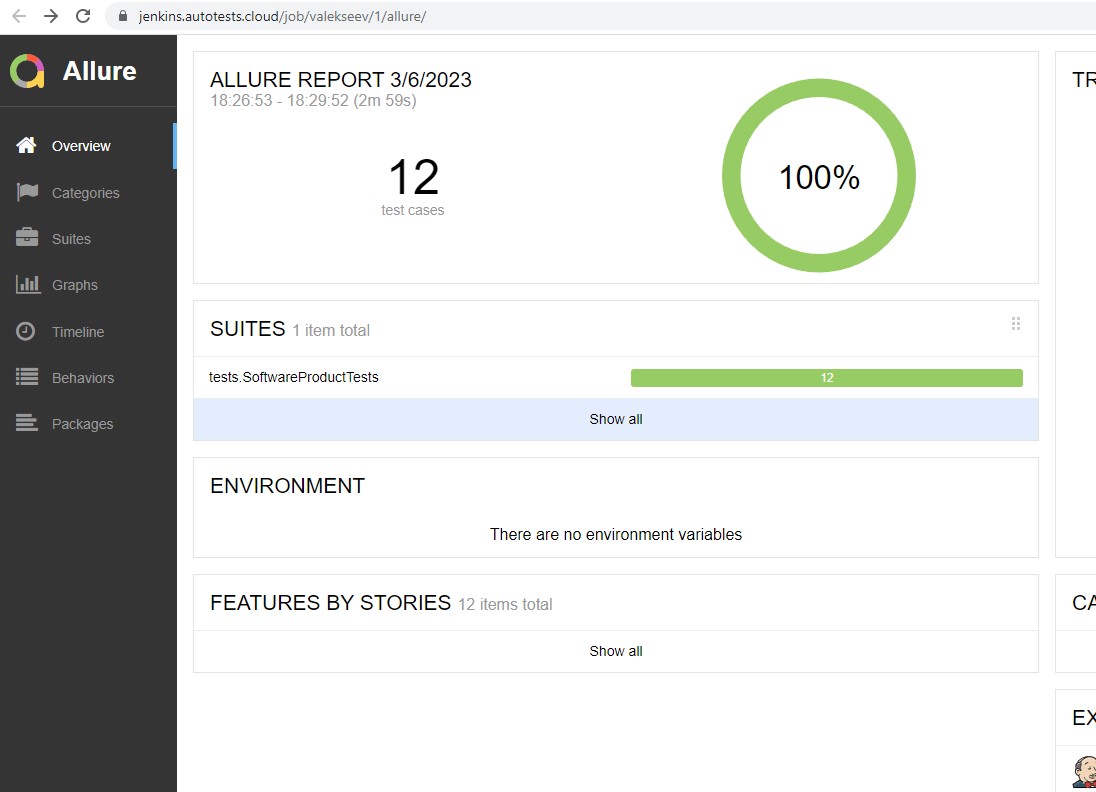 jenkins.autotests.cloud/job/valekseev/1/allure/
Allure
Overview
Categories
Suites
Graphs
Timeline
Behaviors
Packages
ALLURE REPORT 3/6/2023
18:26:53 - 18:29:52 (2m 59s)
12
test cases
100%
SUITES 1 item total
tests.SoftwareProductTests
12
Show all
ENVIRONMENT
There are no environment variables
FEATURES BY STORIES 12 items total
Show all
TR
CA
EX